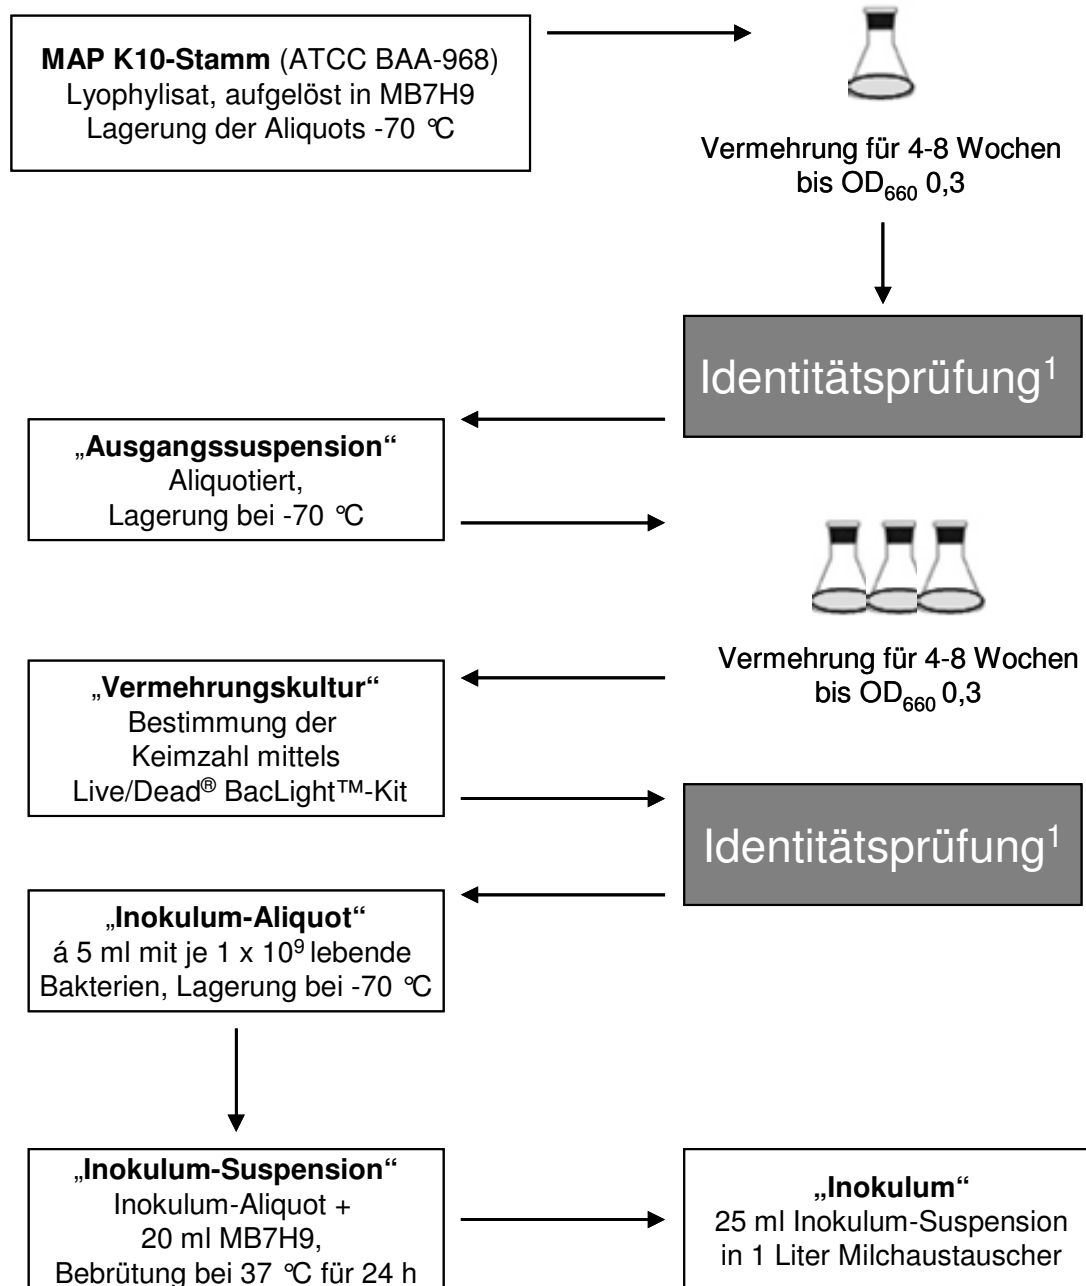 MAP K10-Stamm (ATCC BAA-968)
Lyophylisat, aufgelöst in MB7H9
Lagerung der Aliquots -70 °C
Vermehrung für 4-8 Wochen
bis OD₆₆₀ 0,3
Identitätsprüfung¹
„Ausgangssuspension“
Aliquotiert,
Lagerung bei -70 °C
Vermehrung für 4-8 Wochen
bis OD₆₆₀ 0,3
„Vermehrungskultur“
Bestimmung der
Keimzahl mittels
Live/Dead® BacLight™-Kit
Identitätsprüfung¹
„Inokulum-Aliquot“
á 5 ml mit je 1 x 10⁹ lebende
Bakterien, Lagerung bei -70 °C
„Inokulum-Suspension“
Inokulum-Aliquot +
20 ml MB7H9,
Bebrütung bei 37 °C für 24 h
„Inokulum“
25 ml Inokulum-Suspension
in 1 Liter Milchaustauscher